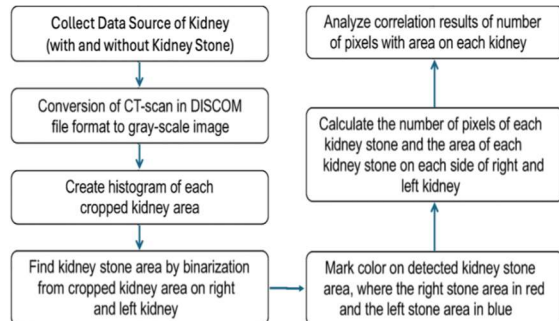 Collect Data Source of Kidney
(with and without Kidney Stone)
Conversion of CT-scan in DISCOM
file format to gray-scale image
Create histogram of each
cropped kidney area
Find kidney stone area by binarization
from cropped kidney area on right
and left kidney
Mark color on detected kidney stone
area, where the right stone area in red
and the left stone area in blue
Calculate the number of pixels of each
kidney stone and the area of each
kidney stone on each side of right and
left kidney
Analyze correlation results of number
of pixels with area on each kidney